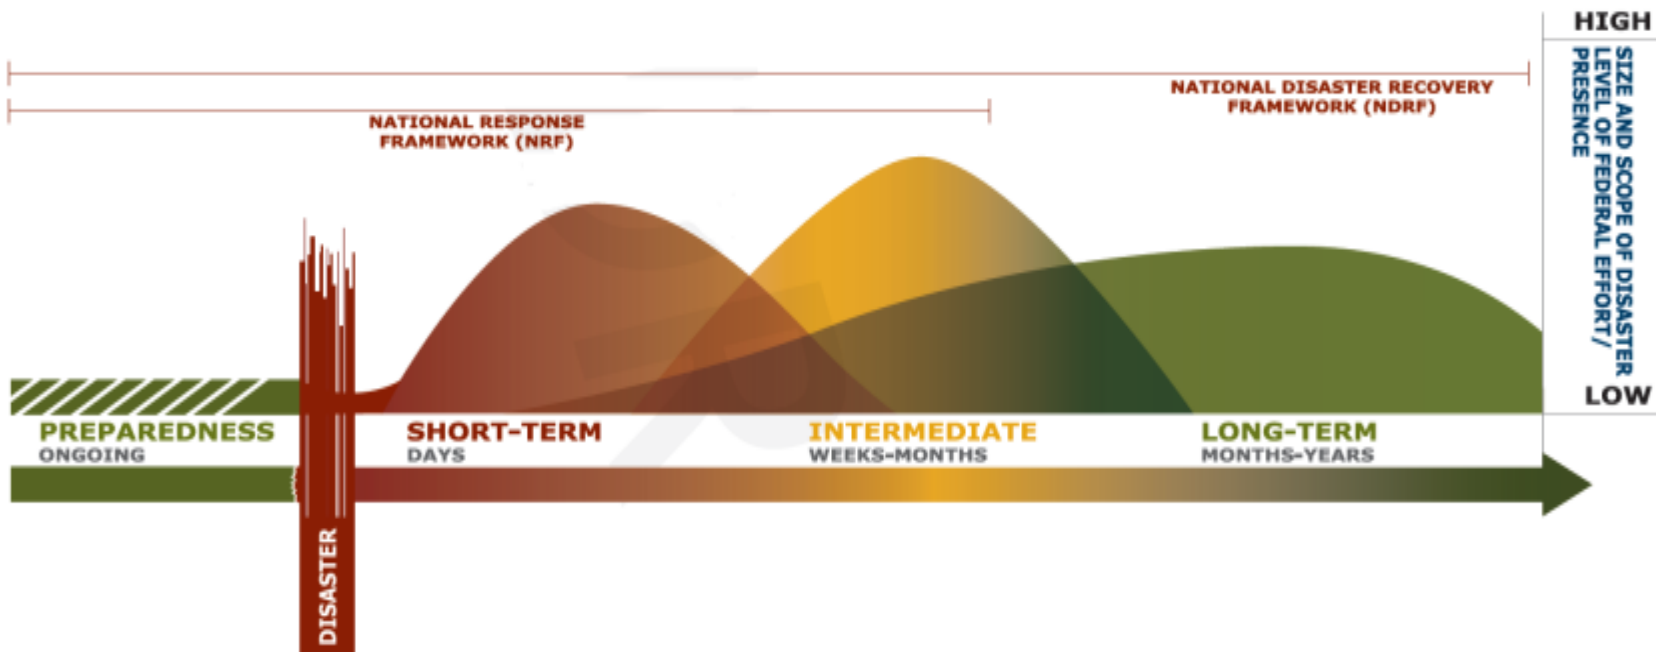 HIGH
SIZE AND SCOPE OF DISASTER
LEVEL OF FEDERAL EFFORT/
PRESENCE
LOW
NATIONAL DISASTER RECOVERY
FRAMEWORK (NDRF)
NATIONAL RESPONSE
FRAMEWORK (NRF)
PREPAREDNESS
ONGOING
SHORT-TERM
DAYS
INTERMEDIATE
WEEKS-MONTHS
LONG-TERM
MONTHS-YEARS
DISASTER